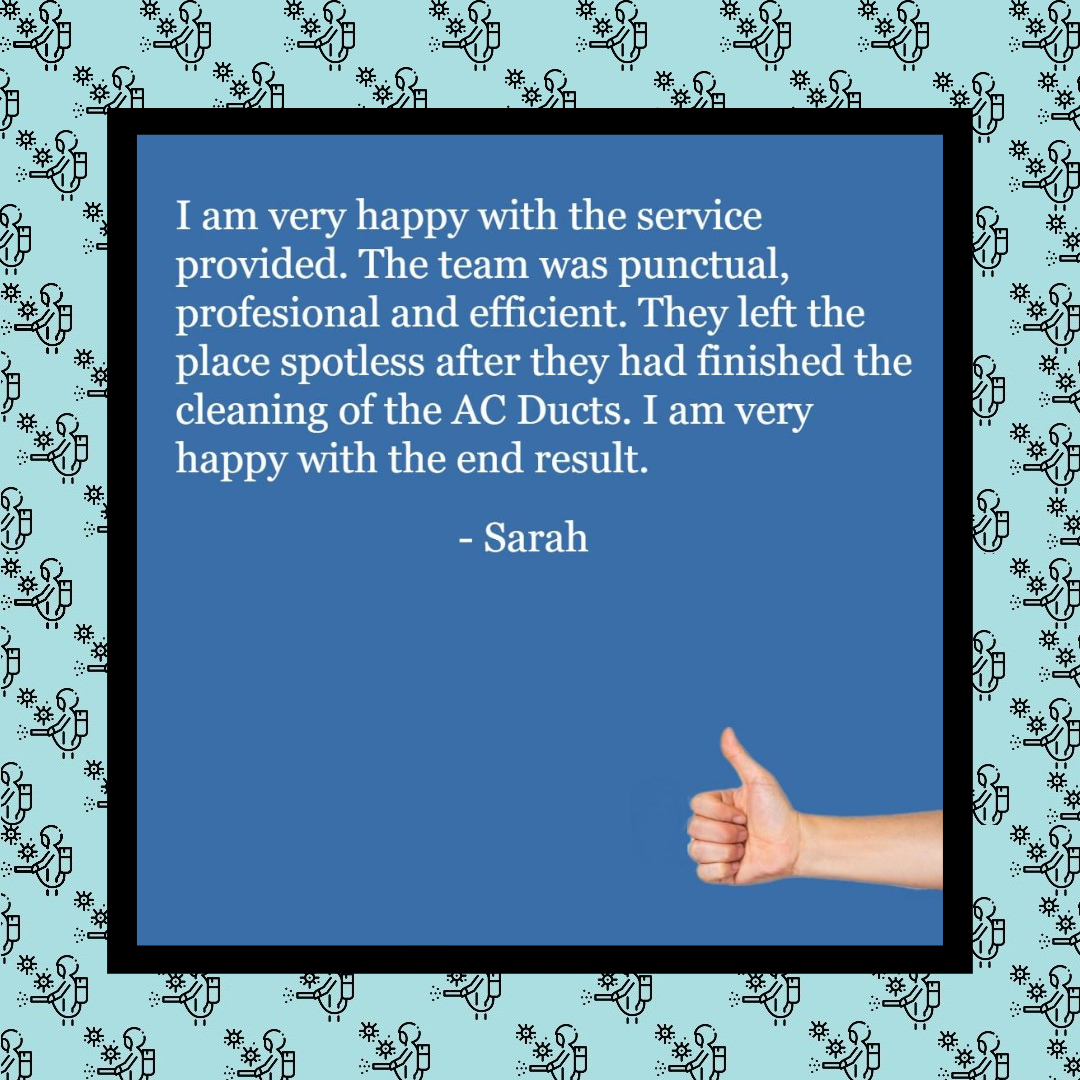 I am very happy with the service
provided. The team was punctual,
profesional and efficient. They left the
place spotless after they had finished the
cleaning of the AC Ducts. I am very
happy with the end result.
- Sarah